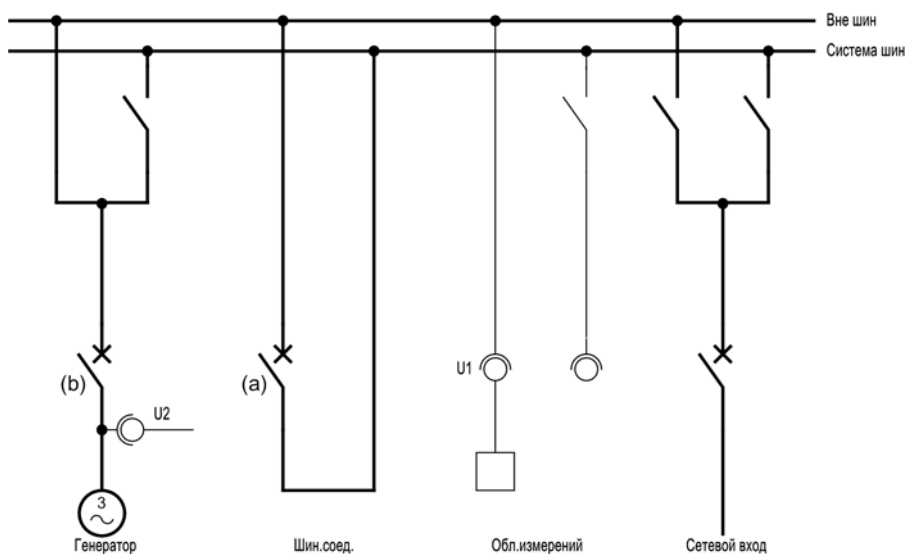 Вне шин
Система шин
U1
(b)
(a)
U2
3
Генератор
Шин.соед.
Обл.измерений
Сетевой вход